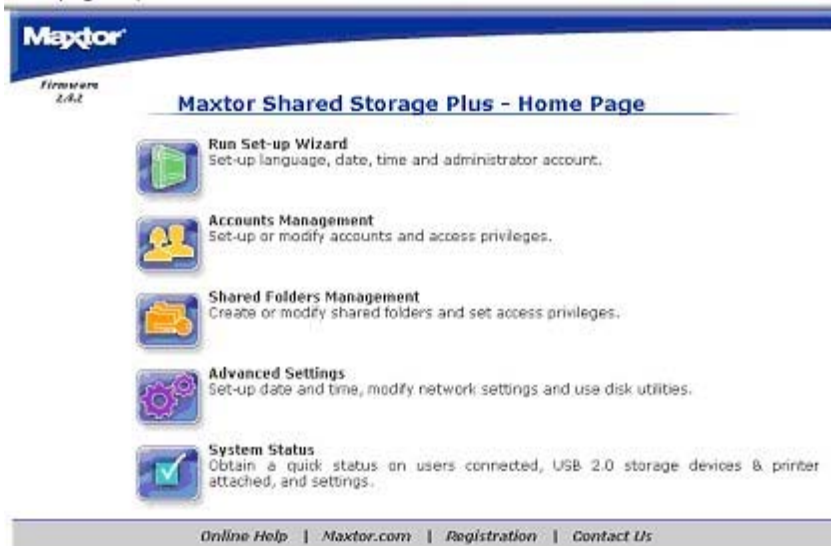 Maxtor
Firmware
2.4.2
Maxtor Shared Storage Plus - Home Page
Run Set-up Wizard
Set-up language, date, time and administrator account.
Accounts Management
Set-up or modify accounts and access privileges.
Shared Folders Management
Create or modify shared folders and set access privileges.
Advanced Settings
Set-up date and time, modify network settings and use disk utilities.
System Status
Obtain a quick status on users connected, USB 2.0 storage devices & printer
attached, and settings.
Online Help | Maxtor.com | Registration | Contact Us